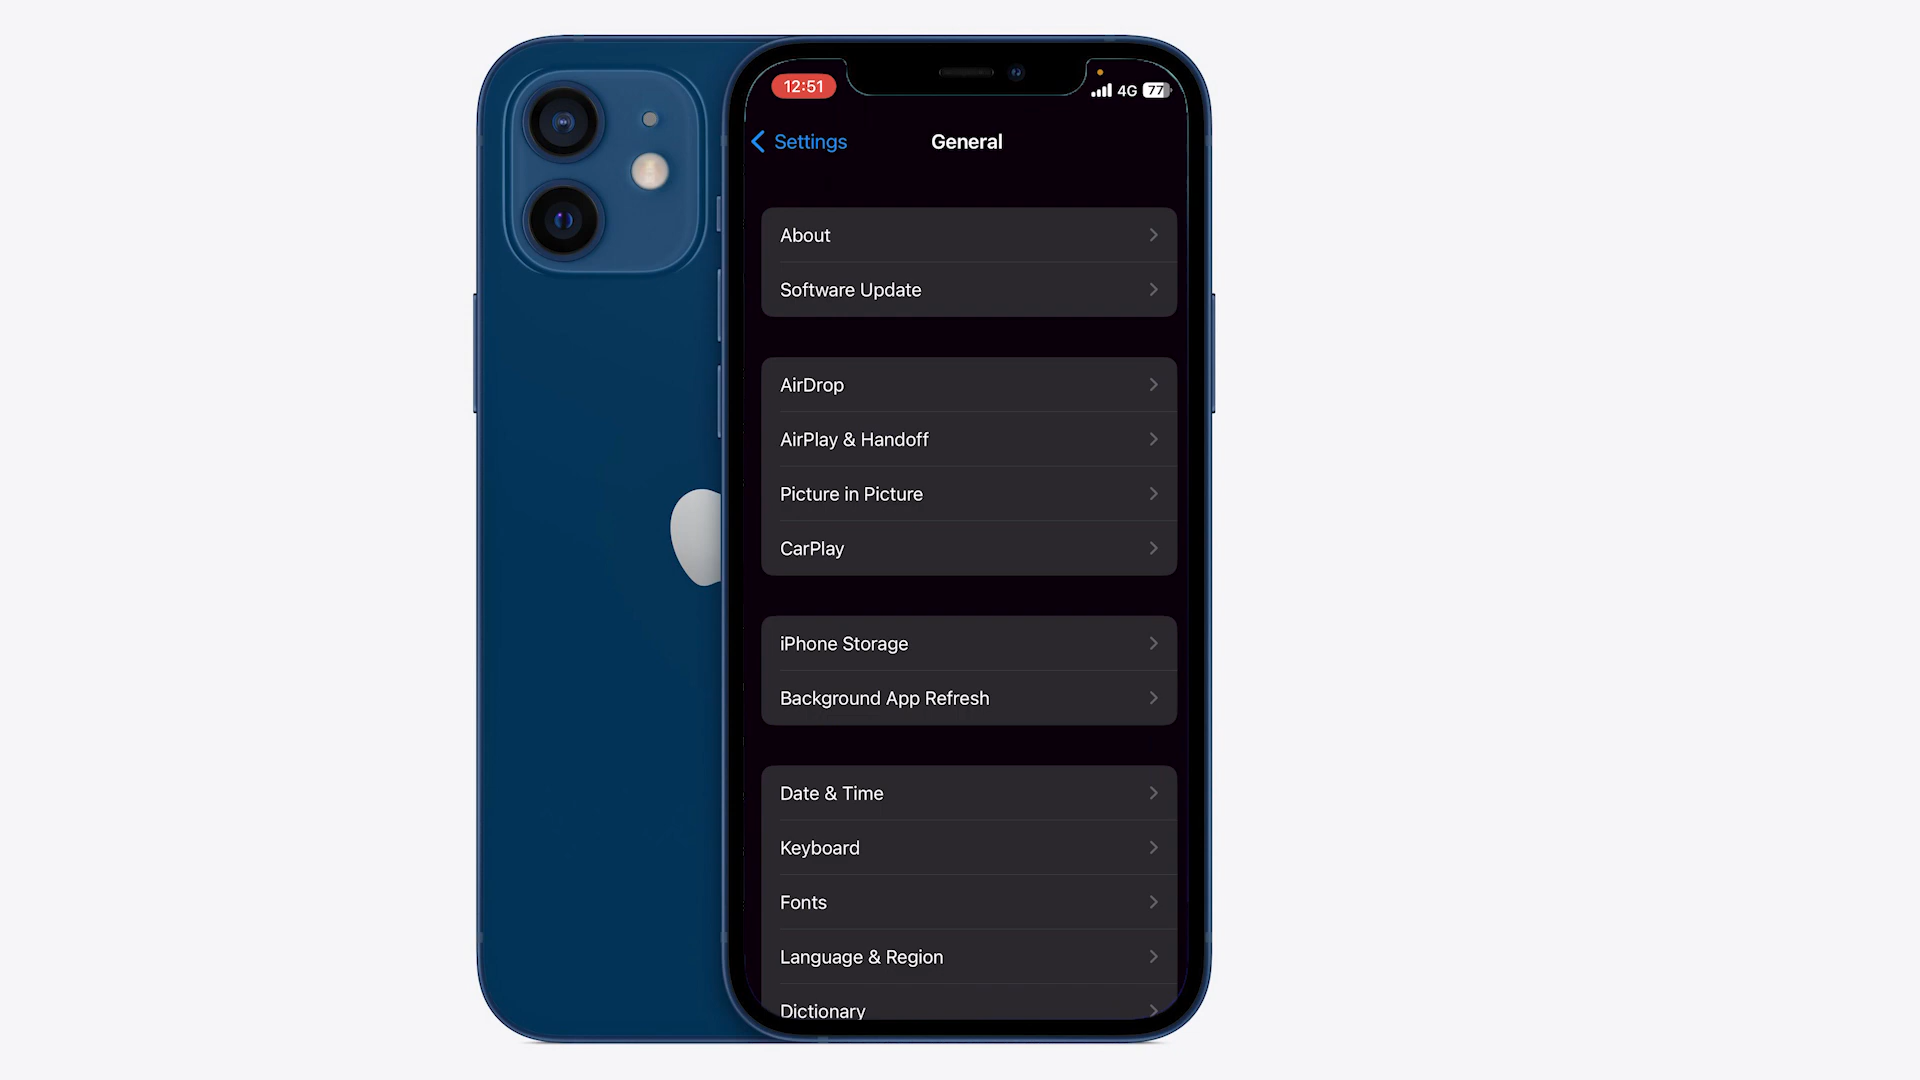 12:51
4G 77
Settings
General
About
Software Update
AirDrop
AirPlay & Handoff
Picture in Picture
CarPlay
iPhone Storage
Background App Refresh
Date & Time
Keyboard
Fonts
Language & Region
Dictionary